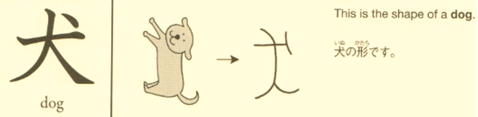 犬
dog
This is the shape of a dog.
いぬ かたち
犬の形です。